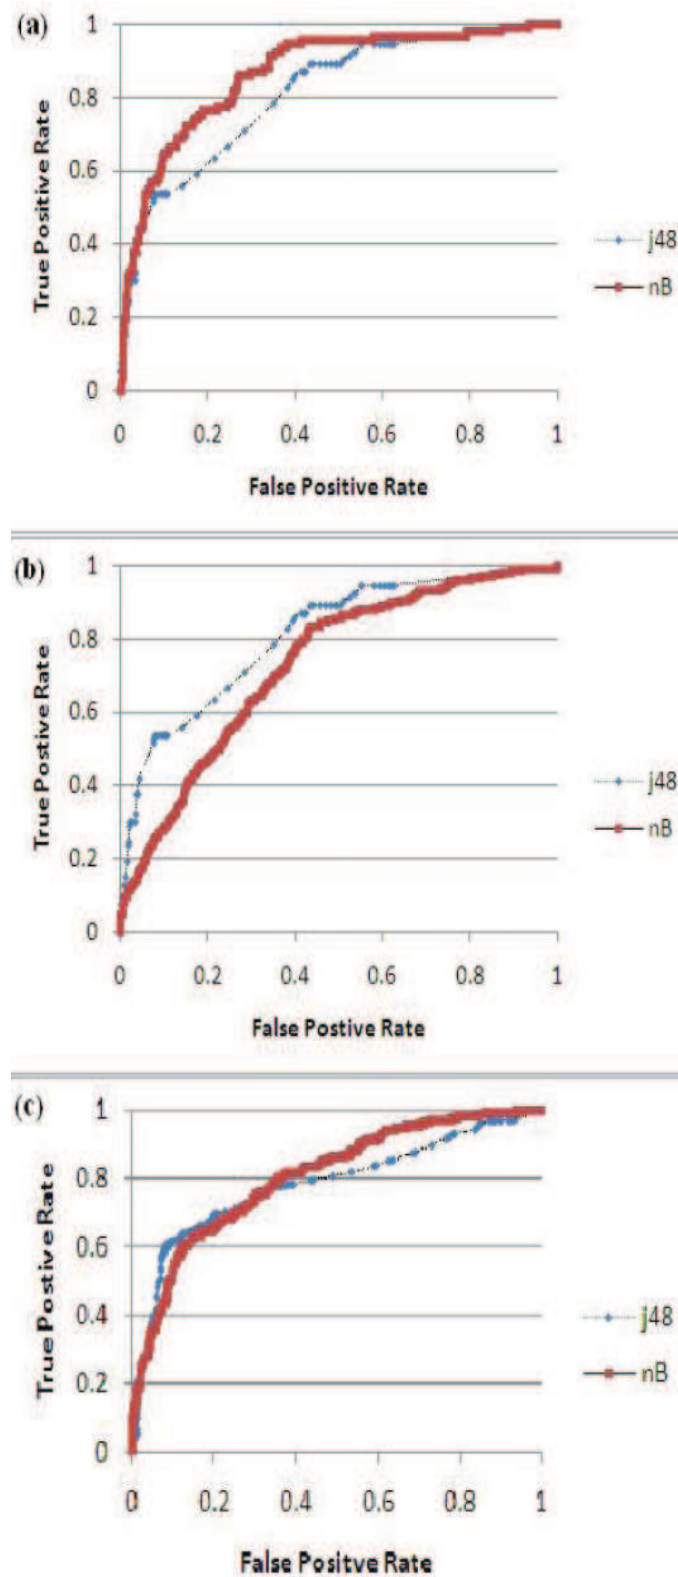 (a)
1
0.8
0.6
0.4
0.2
0
True Positive Rate
0 0.2 0.4 0.6 0.8 1
False Positive Rate
j48
nB
(b)
1
0.8
0.6
0.4
0.2
0
True Postive Rate
0 0.2 0.4 0.6 0.8 1
False Postive Rate
j48
nB
(c)
1
0.8
0.6
0.4
0.2
0
True Postive Rate
0 0.2 0.4 0.6 0.8 1
False Positve Rate
j48
nB